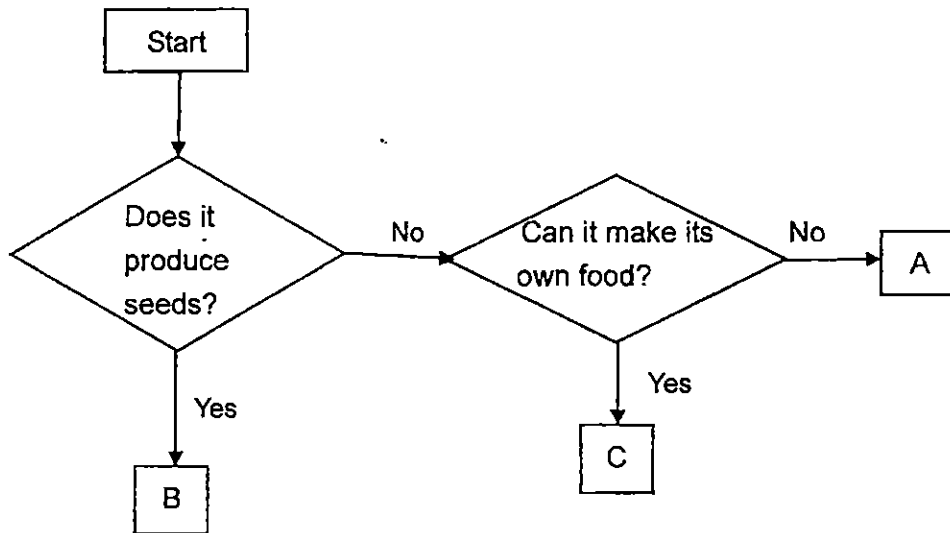 Start
Does it
produce
seeds?
No
Can it make its
own food?
No
A
Yes
Yes
B
C